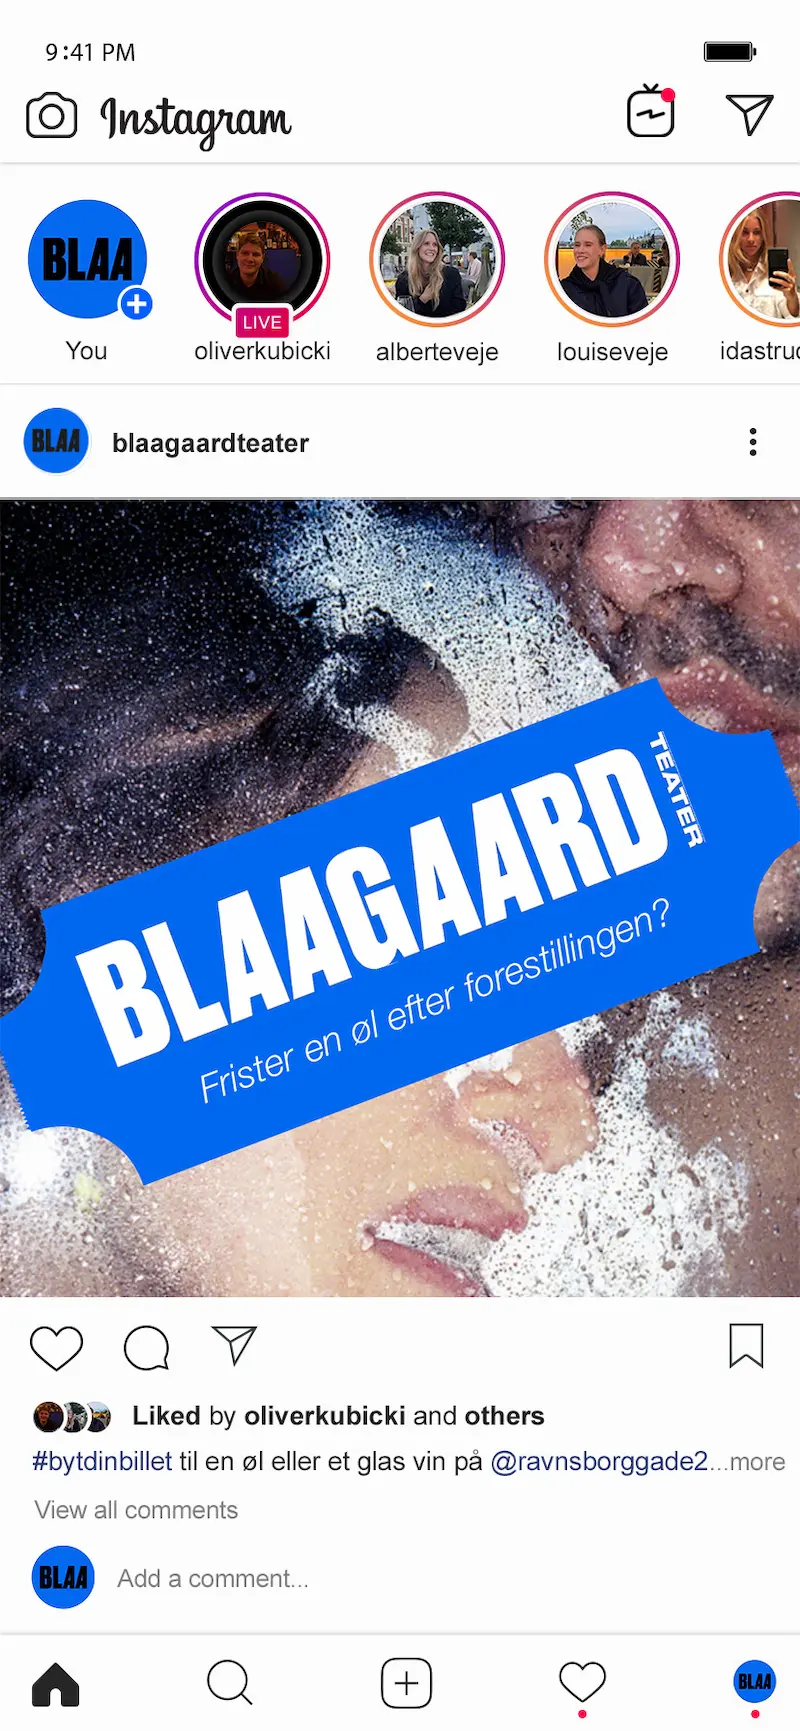 9:41 PM
Instagram
BLAA
LIVE
You
oliverkubicki
alberteveje
louiseveje
idastruc
BLAA
blaagaardteater
BLAAGAARD
TEATER
Frister en øl efter forestillingen?
Liked by oliverkubicki and others
#bytdinbillet til en øl eller et glas vin på @ravnsborggade2...more
View all comments
BLAA
Add a comment...
BLAA